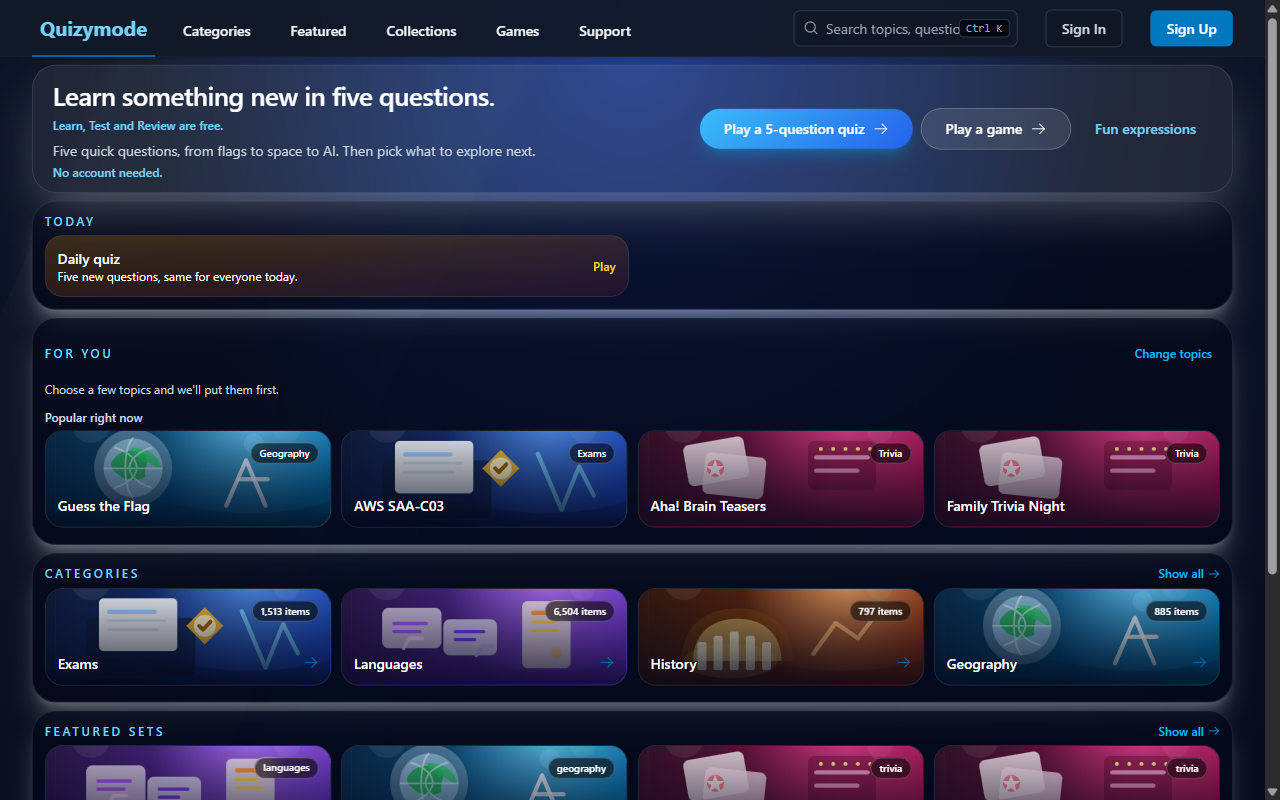 Quizymode
Categories
Featured
Collections
Games
Support
Search topics, questio
Ctrl K
Sign In
Sign Up
Learn something new in five questions.
Learn, Test and Review are free.
Five quick questions, from flags to space to AI. Then pick what to explore next.
No account needed.
Play a 5-question quiz →
Play a game →
Fun expressions
TODAY
Daily quiz
Five new questions, same for everyone today.
Play
FOR YOU
Change topics
Choose a few topics and we'll put them first.
Popular right now
Geography
Guess the Flag
Exams
AWS SAA-C03
Trivia
Aha! Brain Teasers
Trivia
Family Trivia Night
CATEGORIES
Show all →
1,513 items
Exams →
6,504 items
Languages →
797 items
History →
885 items
Geography →
FEATURED SETS
Show all →
languages
geography
trivia
trivia